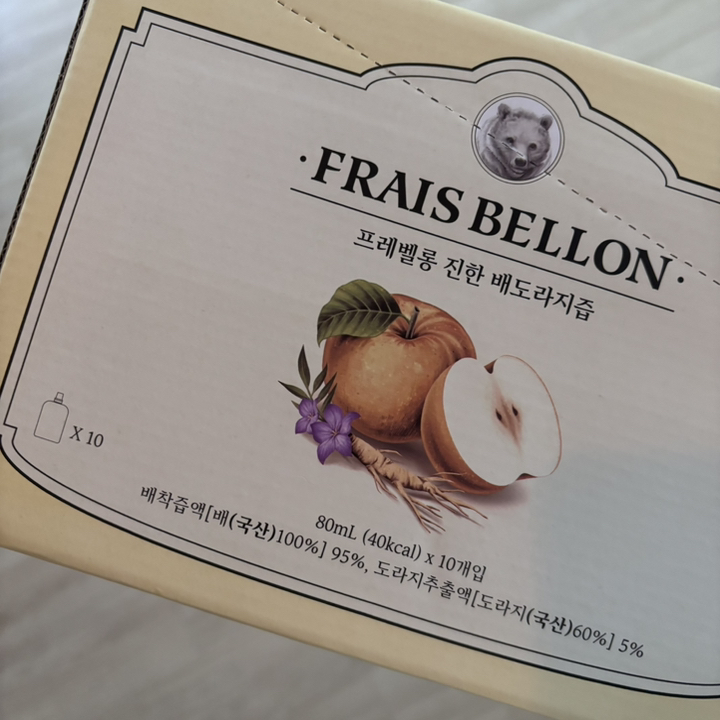 ·FRAIS BELLON·
프레벨롱 진한 배도라지즙
X 10
80mL (40kcal) x 10개입
배착즙액[배(국산)100%] 95%, 도라지추출액[도라지(국산)60%] 5%